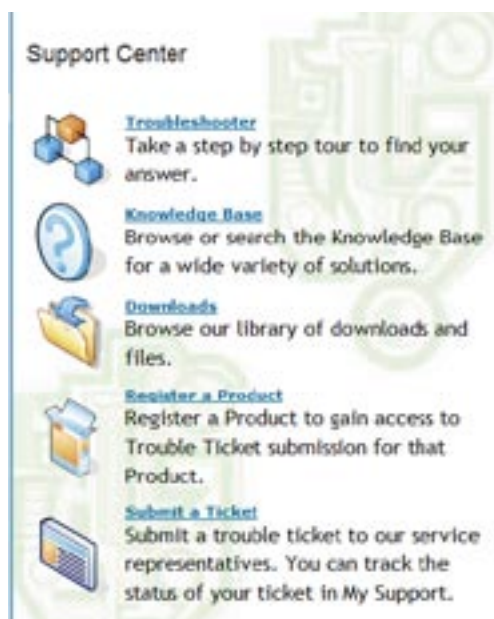 Support Center
Troubleshooter
Take a step by step tour to find your
answer.
Knowledge Base
Browse or search the Knowledge Base
for a wide variety of solutions.
Downloads
Browse our library of downloads and
files.
Register a Product
Register a Product to gain access to
Trouble Ticket submission for that
Product.
Submit a Ticket
Submit a trouble ticket to our service
representatives. You can track the
status of your ticket in My Support.